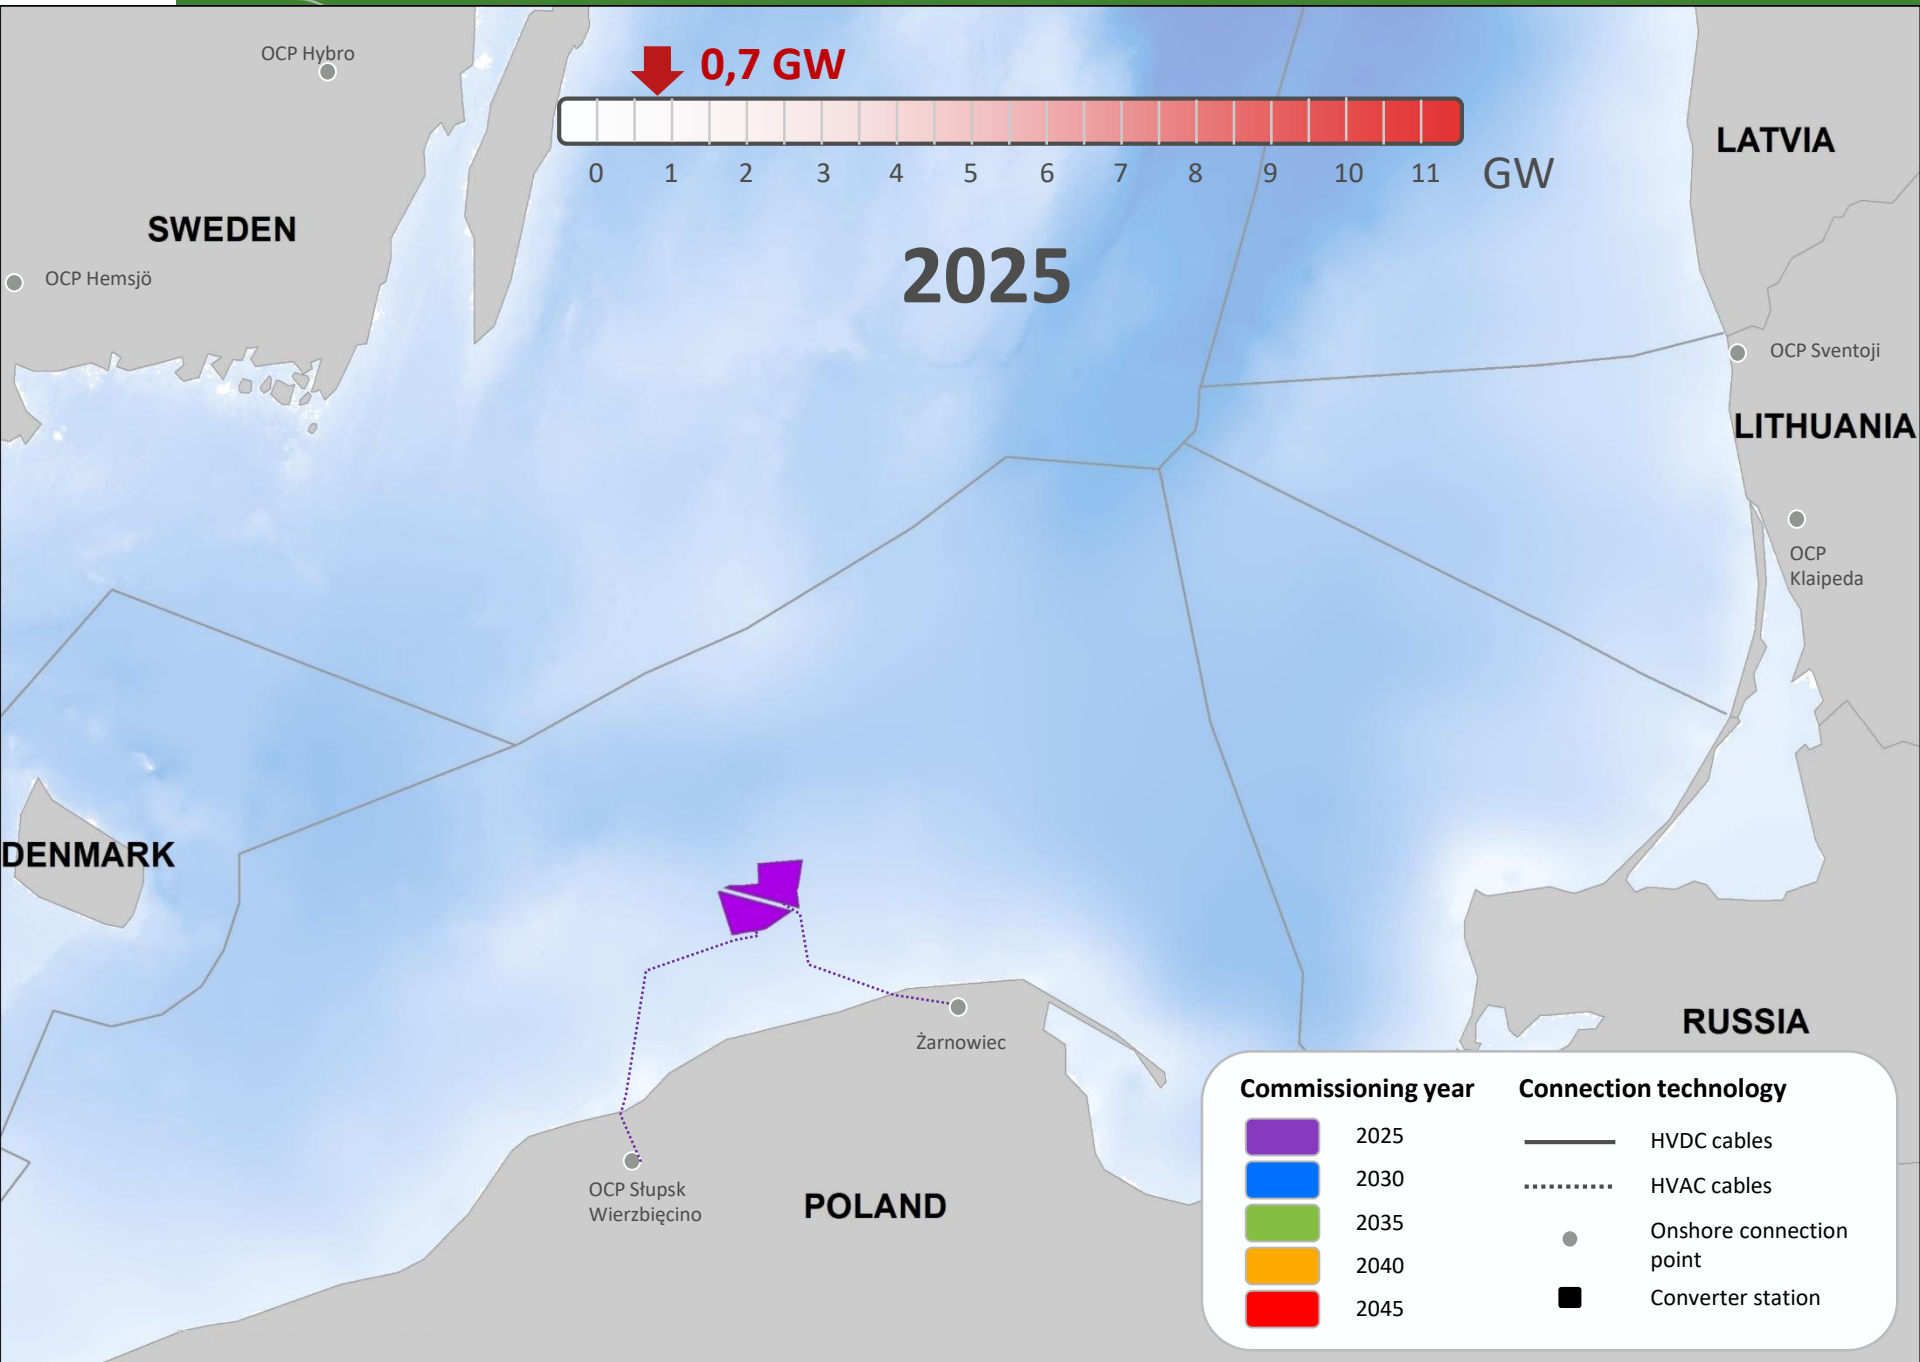 OCP Hybro
0,7 GW
0 1 2 3 4 5 6 7 8 9 10 11 GW
LATVIA
SWEDEN
2025
OCP Hemsjö
OCP Sventoji
LITHUANIA
OCP
Klaipeda
DENMARK
RUSSIA
Żarnowiec
OCP Słupsk
Wierzbięcino
POLAND
Commissioning year
2025
2030
2035
2040
2045
Connection technology
HVDC cables
HVAC cables
Onshore connection
point
Converter station